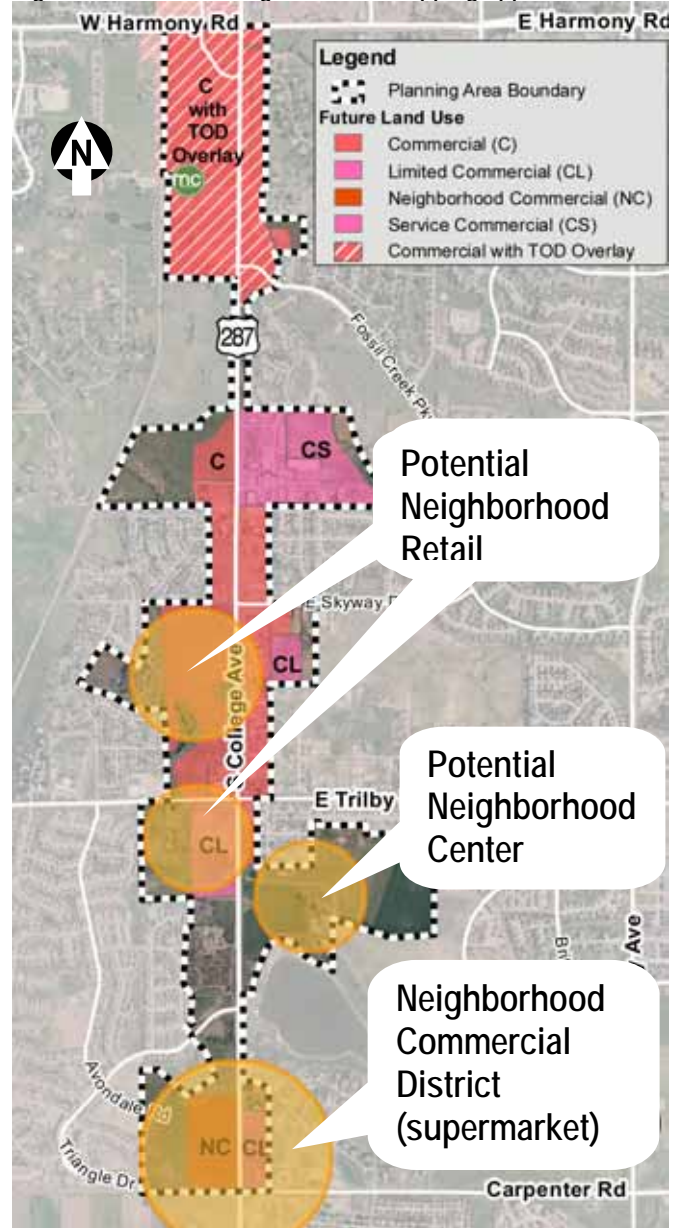 W Harmony Rd
E Harmony Rd
Legend
Planning Area Boundary
Future Land Use
Commercial (C)
Limited Commercial (CL)
Neighborhood Commercial (NC)
Service Commercial (CS)
Commercial with TOD Overlay
C
with
TOD
Overlay
N
mc
287
Fossil Creek
C
CS
Potential
Neighborhood
Retail
E Skyway
CL
S College Ave
E Trilby
CL
Potential
Neighborhood
Center
Ave
Neighborhood
Commercial
District
(supermarket)
Avondale Rd
Triangle Dr
NC
CL
Carpenter Rd